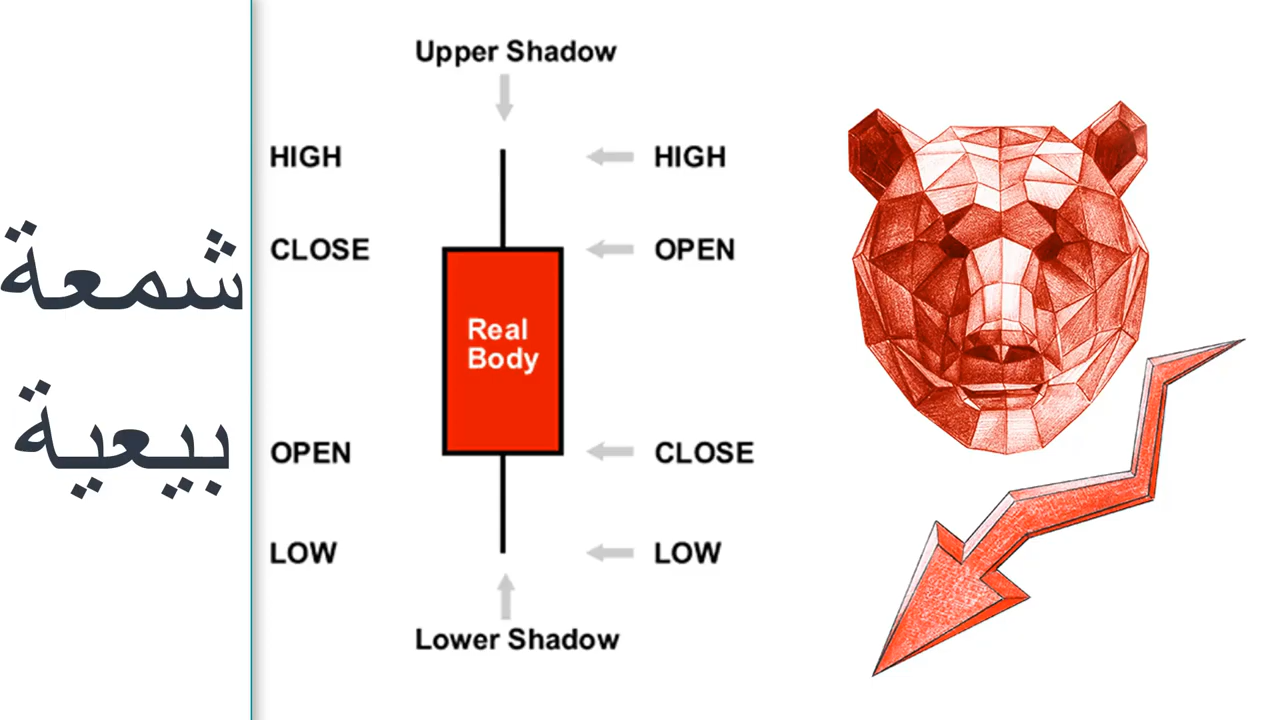 شمعة
بيعية
Upper Shadow
HIGH HIGH
CLOSE OPEN
Real
Body
OPEN CLOSE
LOW LOW
Lower Shadow